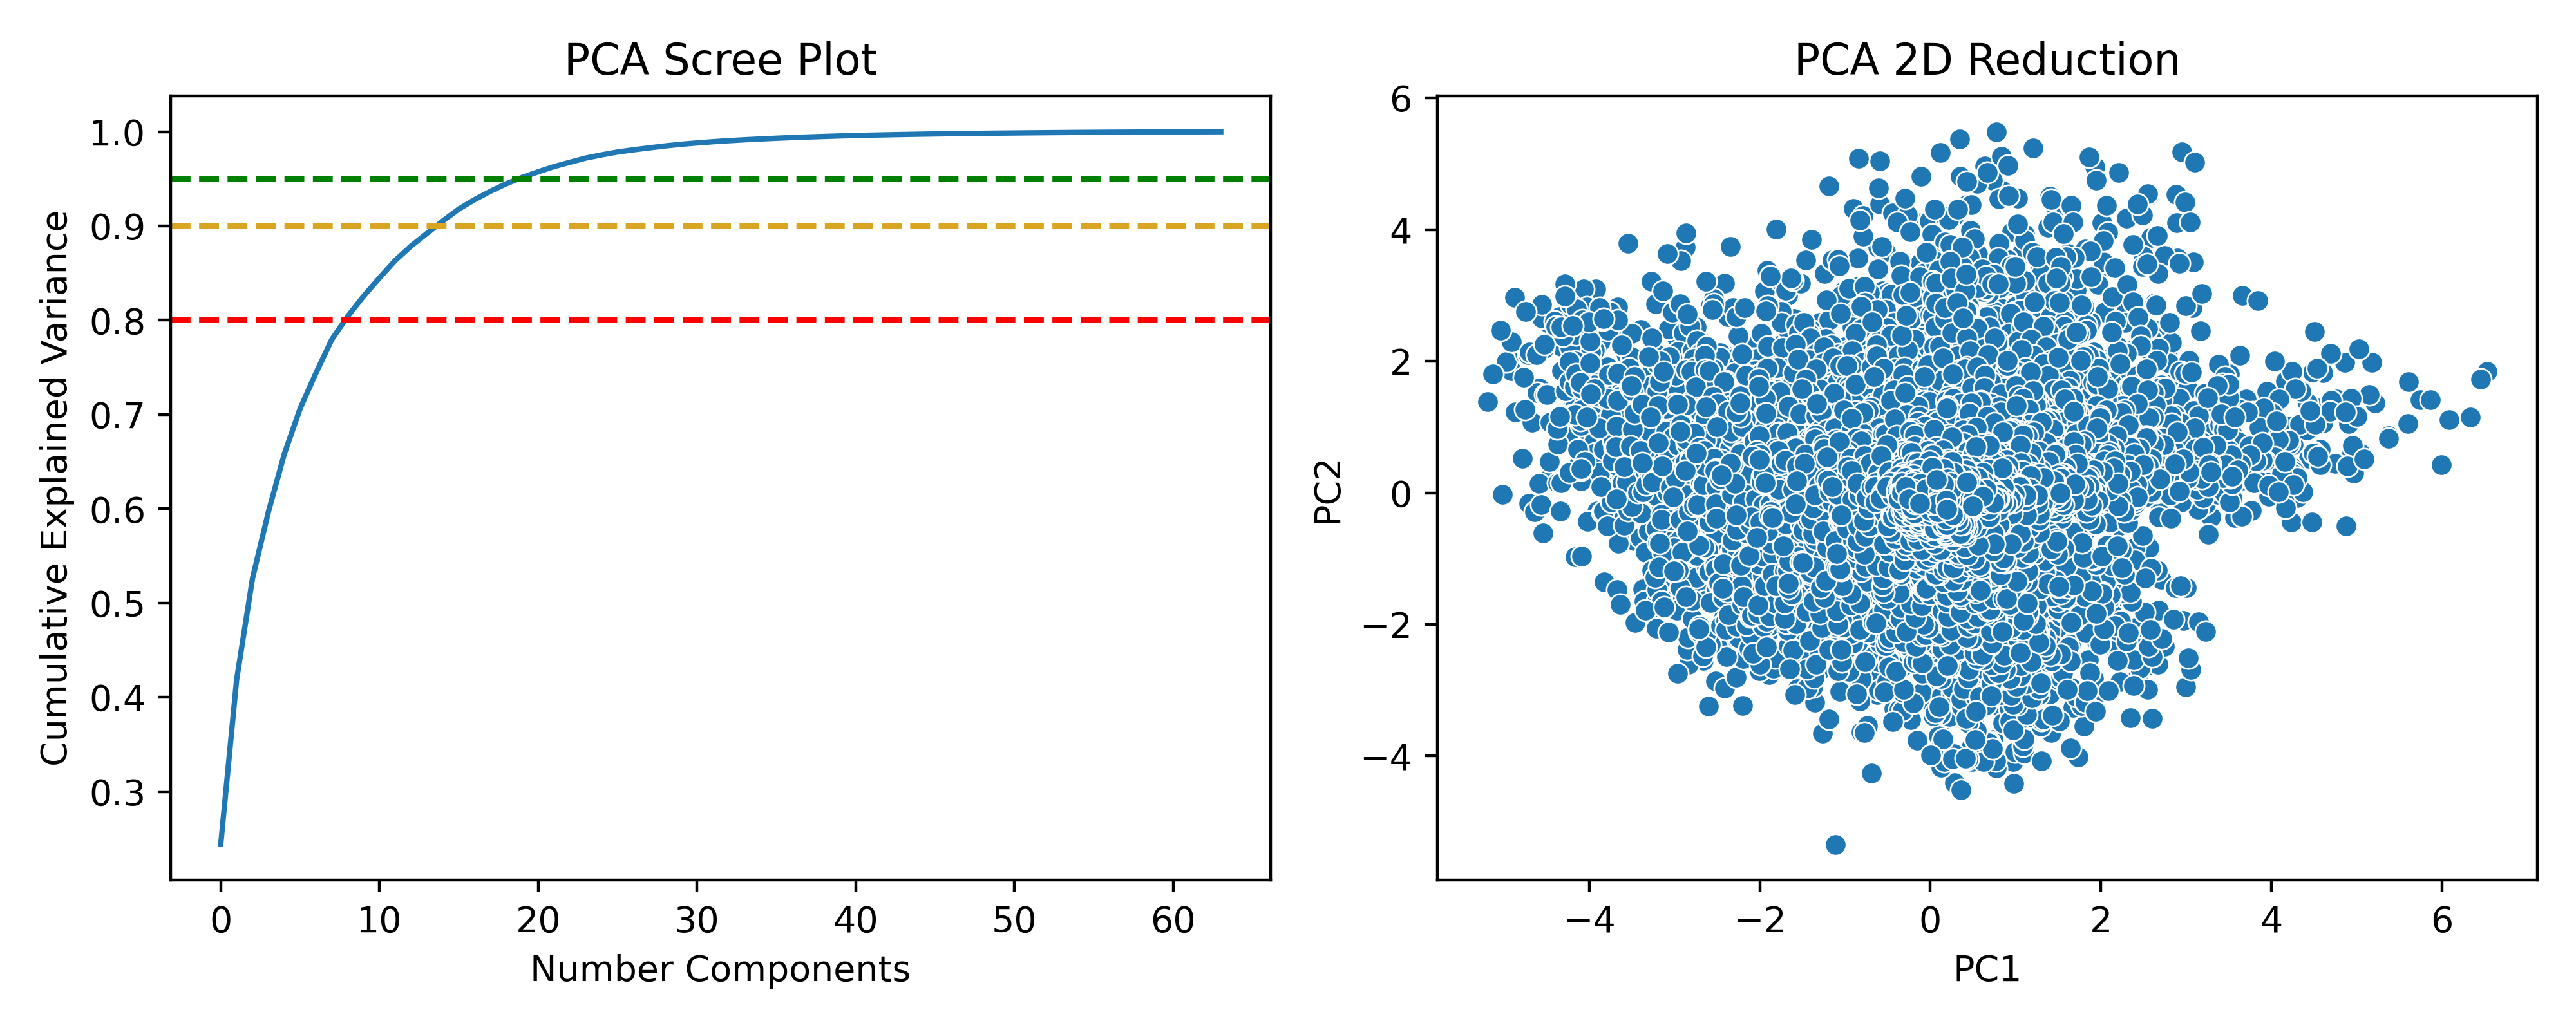 PCA Scree Plot
1.0
0.9
0.8
0.7
0.6
0.5
0.4
0.3
Cumulative Explained Variance
0 10 20 30 40 50 60
Number Components
PCA 2D Reduction
6
4
2
0
−2
−4
PC2
−4 −2 0 2 4 6
PC1